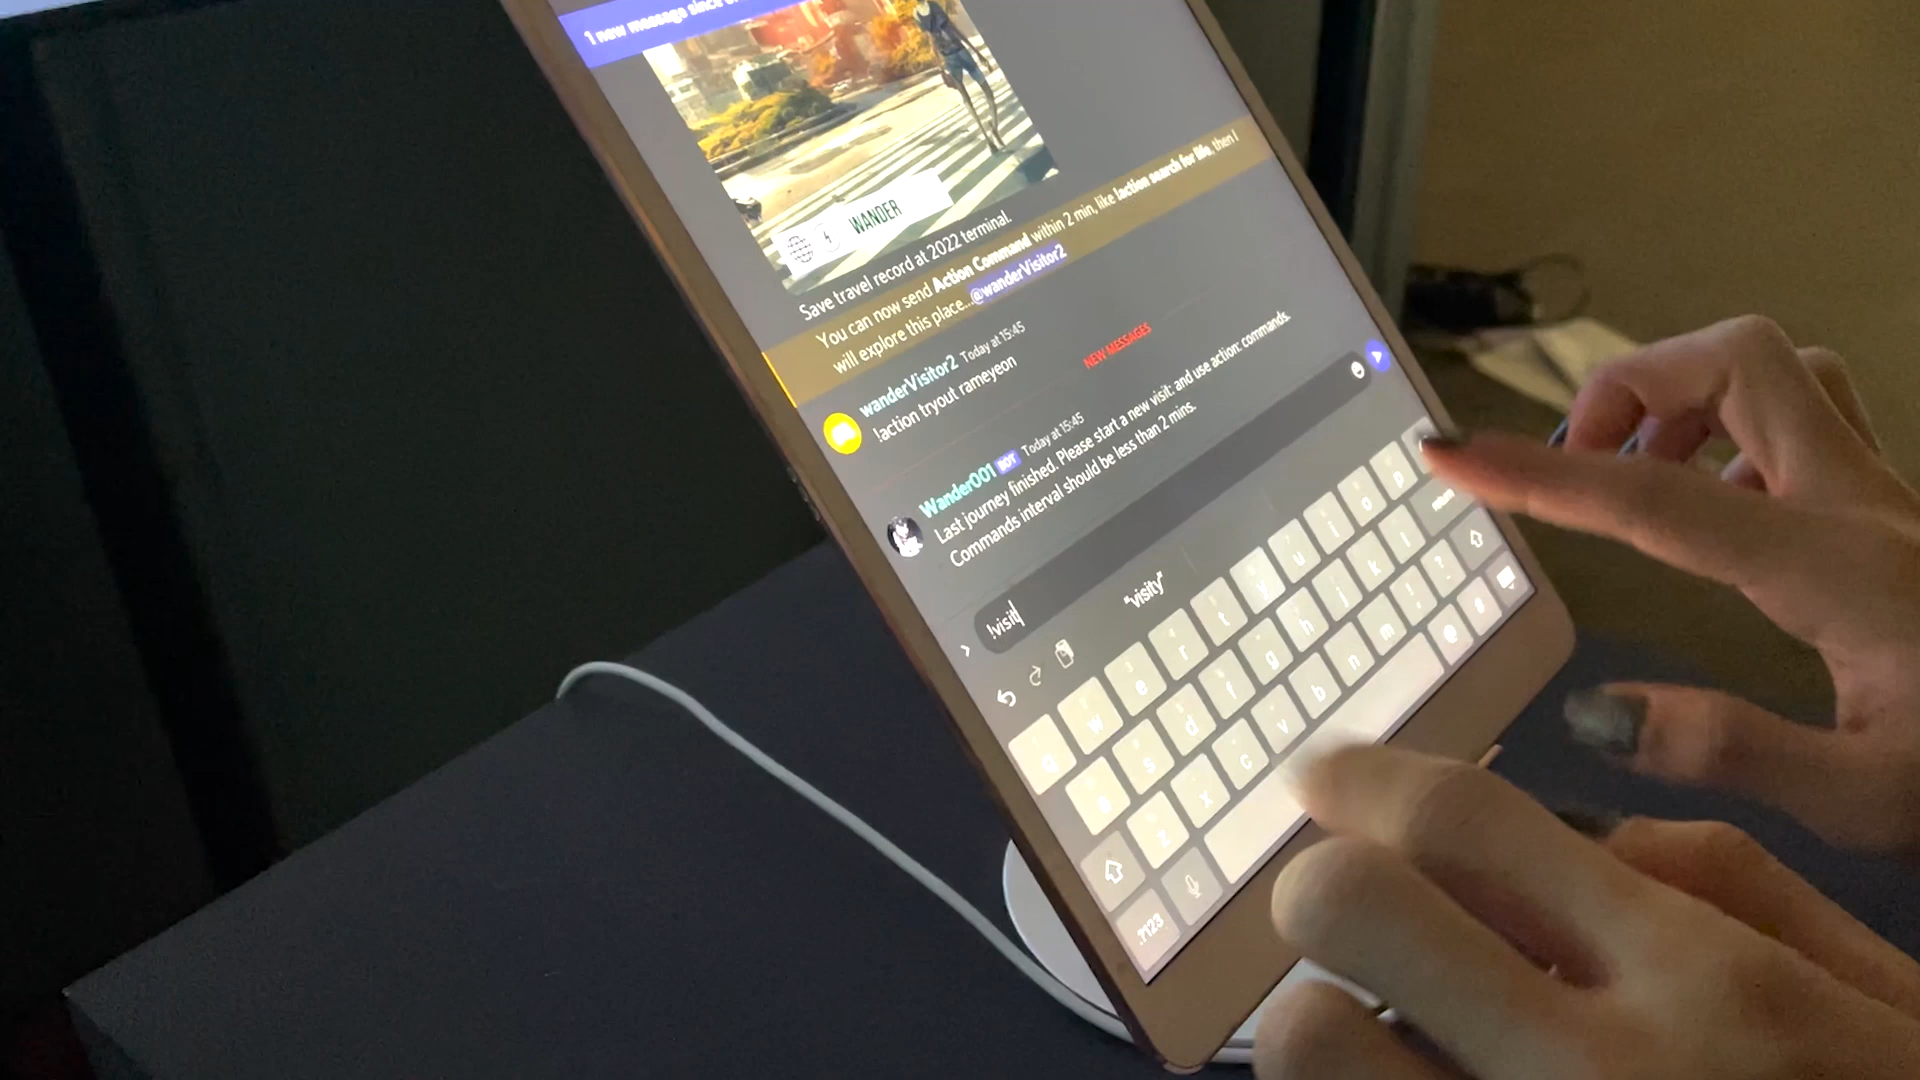 1 new message since
WANDER
Save travel record at 2022 terminal.
You can now send Action Command within 2 min, like !action search for life, then I
will explore this place...@wanderVisitor2
wanderVisitor2 Today at 15:45
!action tryout rameyeon
NEW MESSAGES
Wander001 BOT Today at 15:45
Last journey finished. Please start a new visit: and use action: commands.
Commands interval should be less than 2 mins.
!visit
"visity"
q w e r t y u i o p
a s d f g h j k l return
z x c v b n m , ! . ?
.?123 @ #